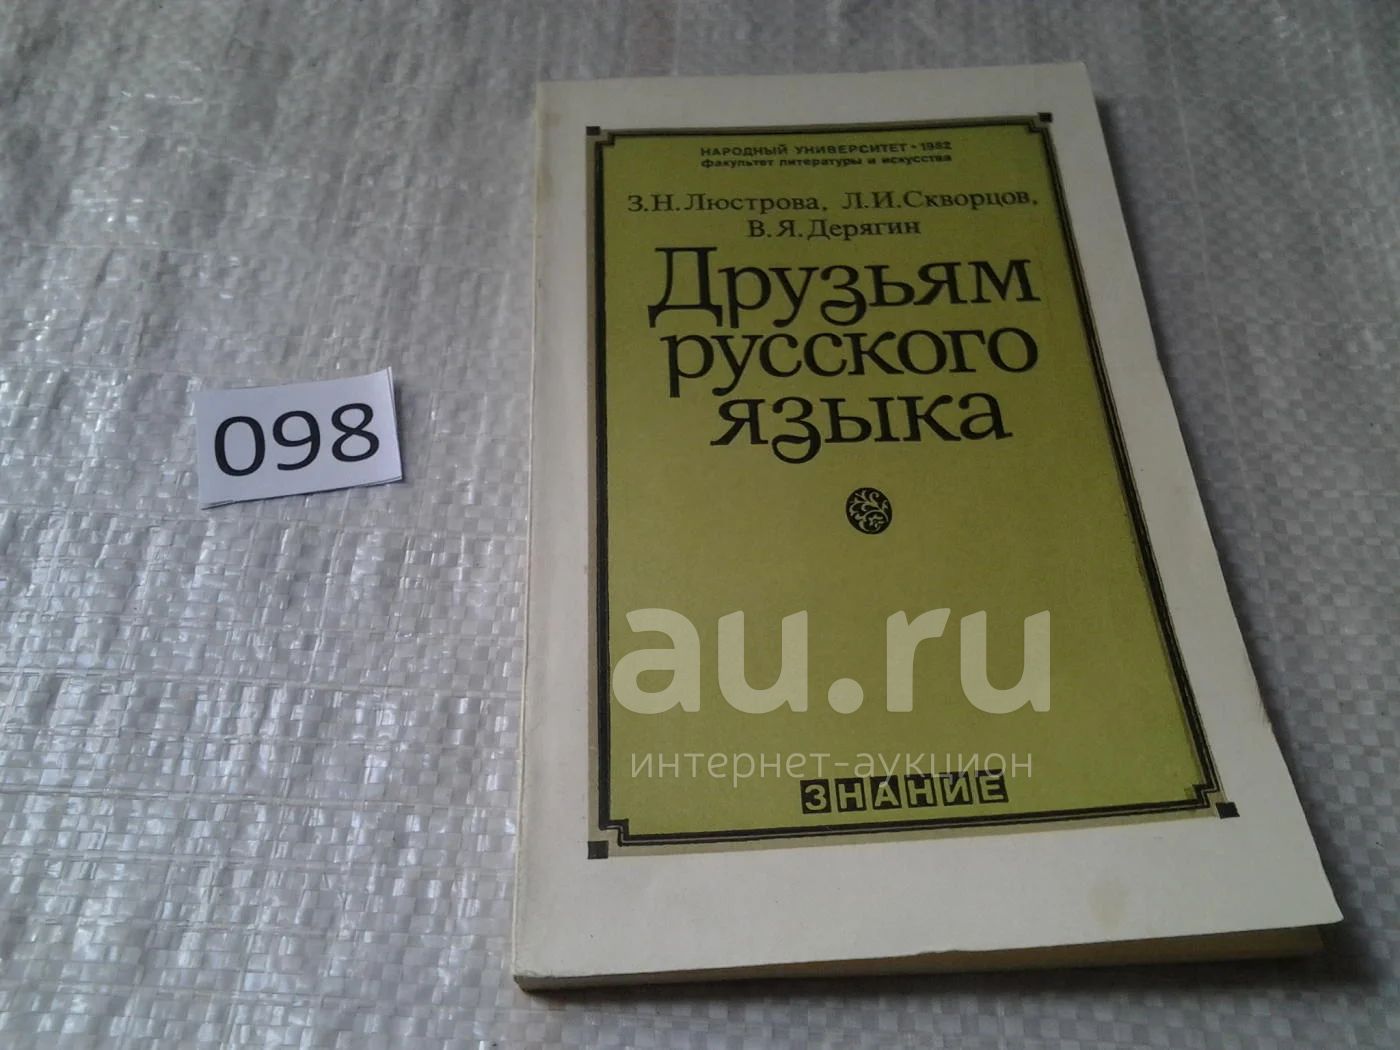 098
НАРОДНЫЙ УНИВЕРСИТЕТ • 1982
факультет литературы и искусства
З.Н.Люстрова, Л.И.Скворцов,
В.Я.Дерягин
Друзьям
русского
языка
au.ru
интернет-аукцион
ЗНАНИЕ